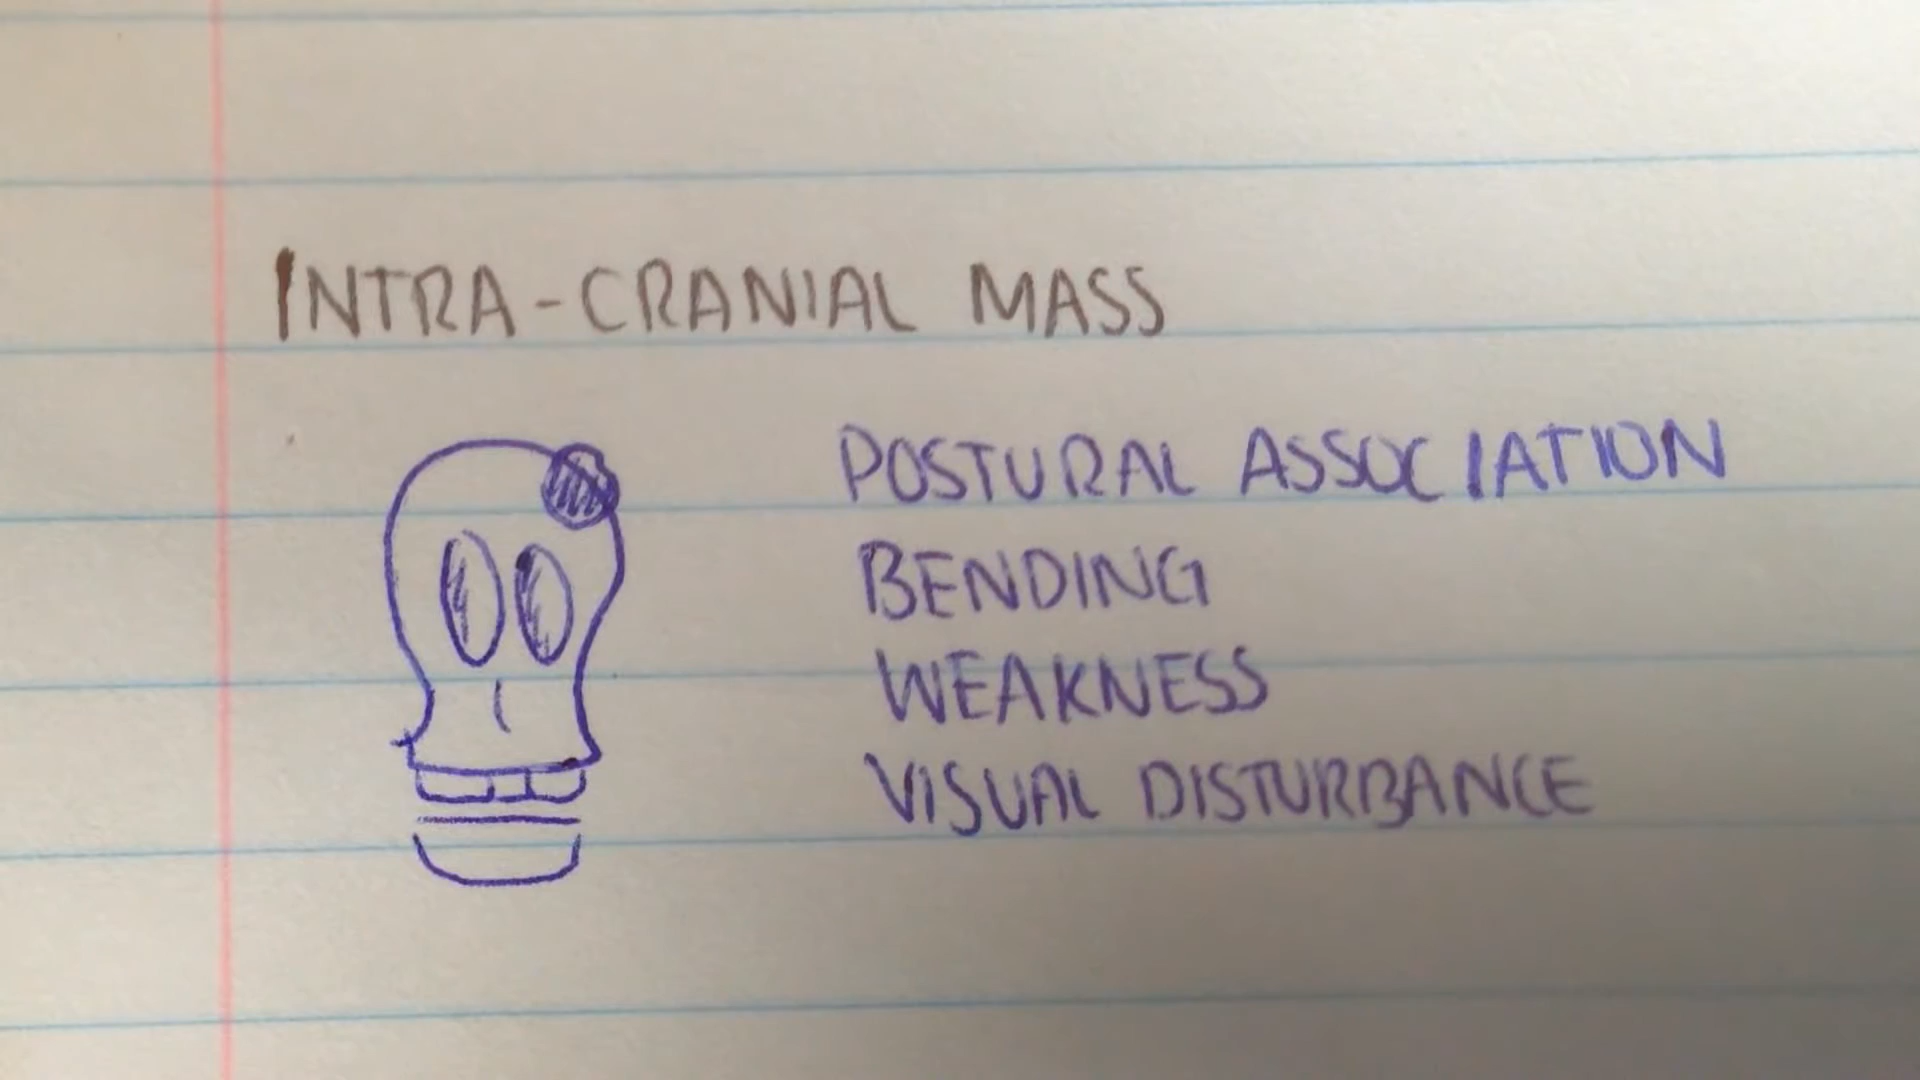 INTRA-CRANIAL MASS
POSTURAL ASSOCIATION
BENDING
WEAKNESS
VISUAL DISTURBANCE